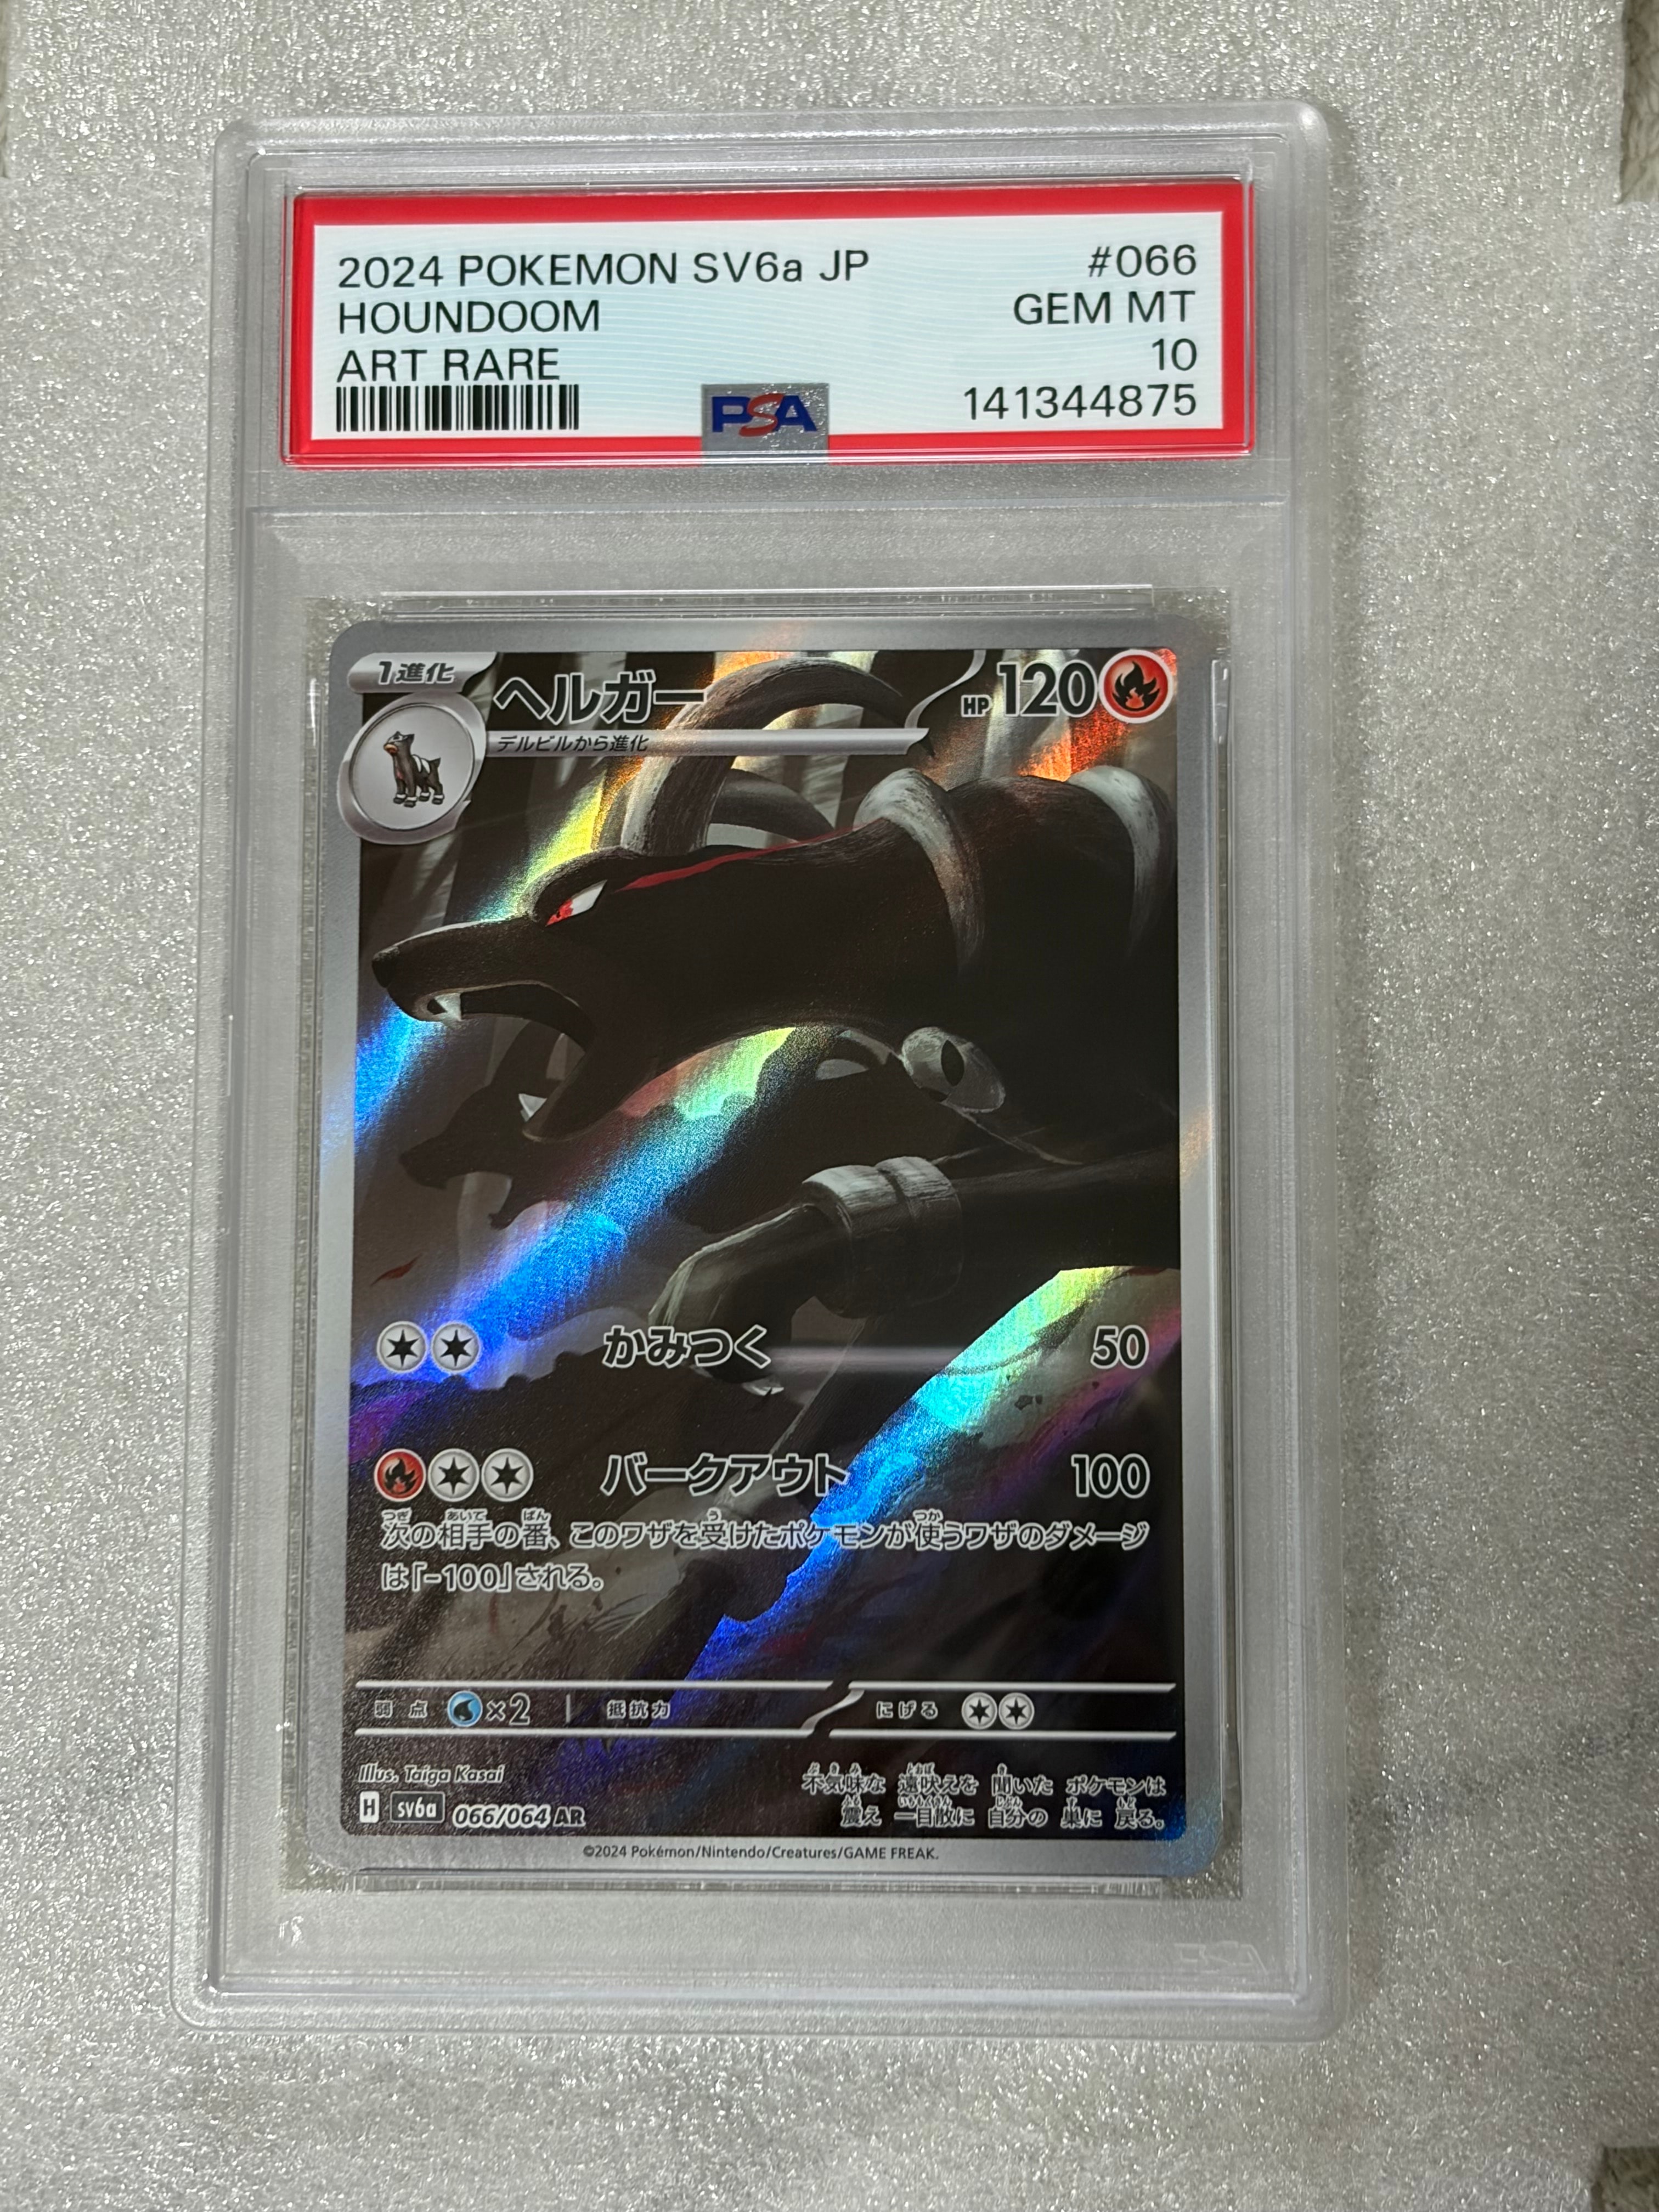 2024 POKEMON SV6a JP #066
HOUNDOOM GEM MT
ART RARE 10
PSA 141344875
1進化 ヘルガー HP 120
デルビルから進化
かみつく 50
バークアウト 100
次の相手の番、このワザを受けたポケモンが使うワザのダメージ
は「-100」される。
弱点 ×2 抵抗力 にげる
Illus. Taiga Kasai
不気味な 遠吠えを 聞いた ポケモンは
震え 一目散に 自分の 巣に 戻る。
H sv6a 066/064 AR
©2024 Pokémon/Nintendo/Creatures/GAME FREAK.
PSA